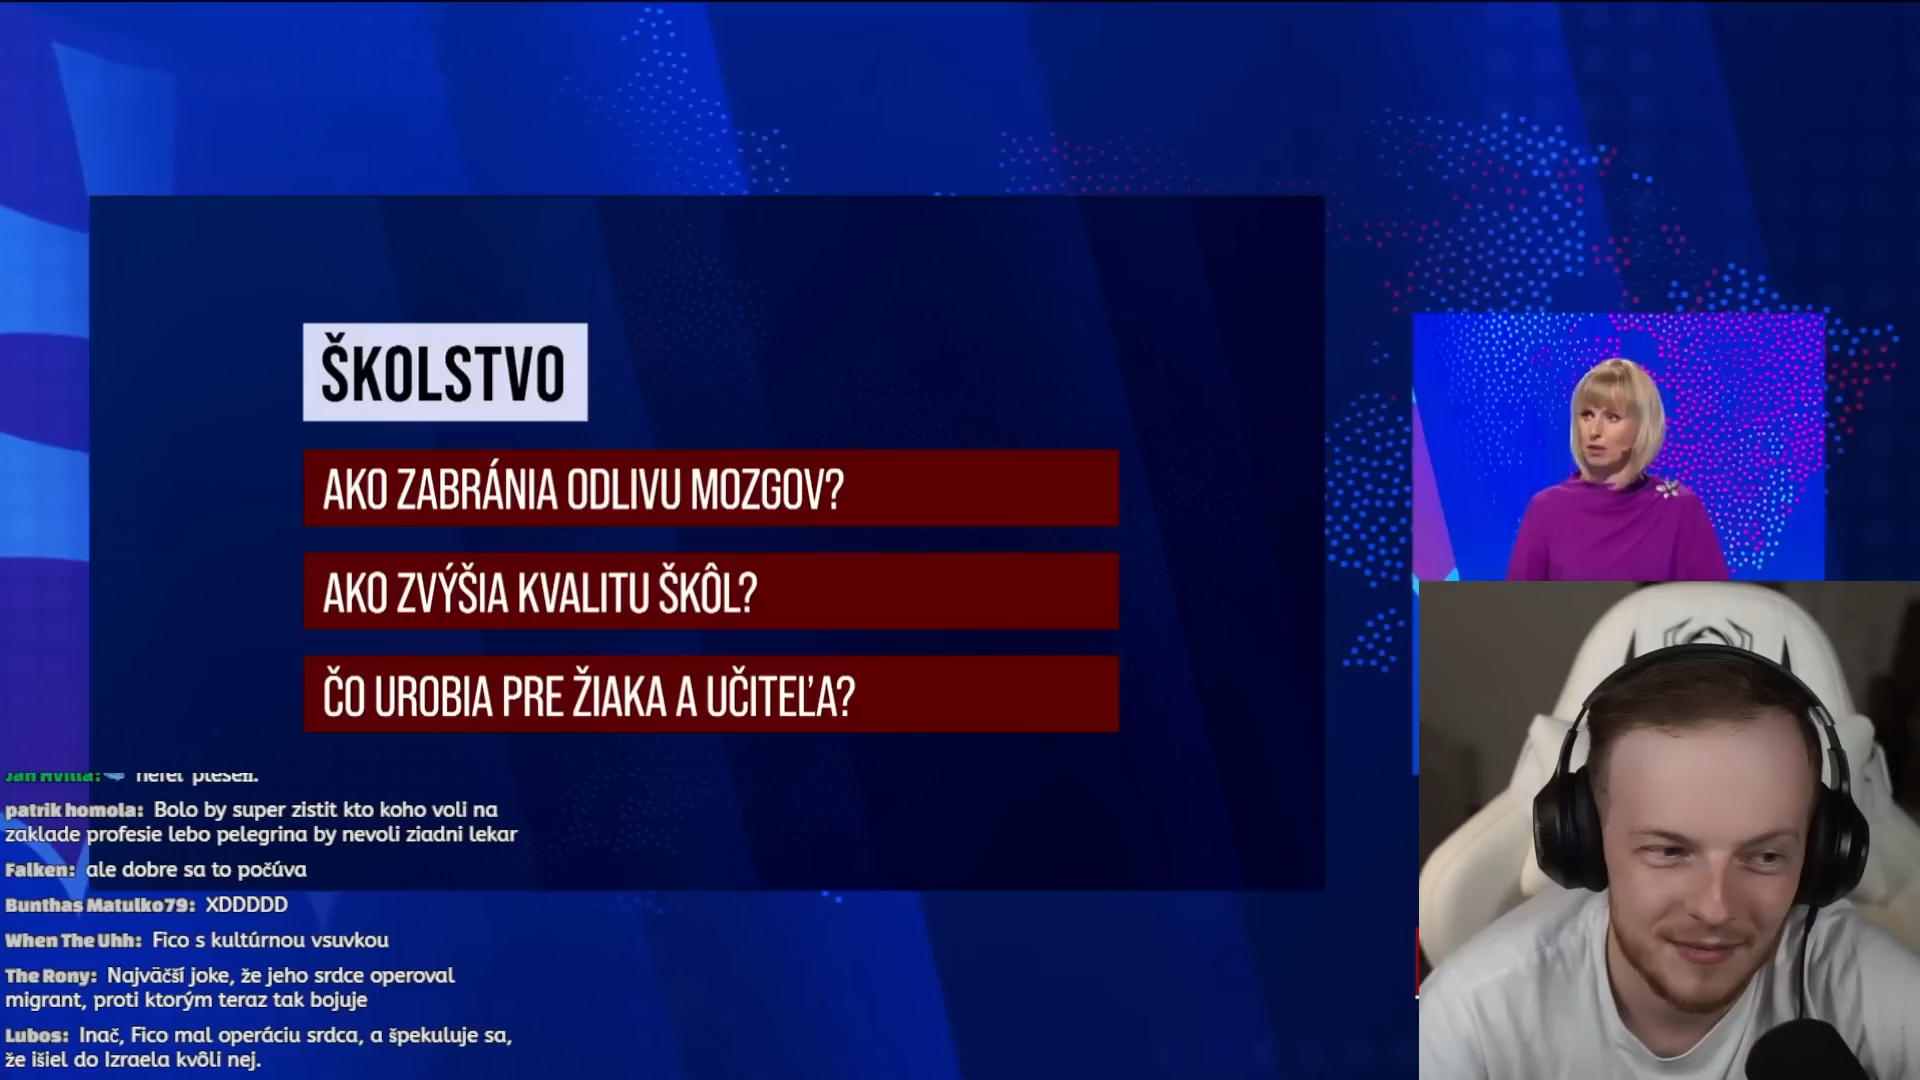 ŠKOLSTVO
AKO ZABRÁNIA ODLIVU MOZGOV?
AKO ZVÝŠIA KVALITU ŠKÔL?
ČO UROBIA PRE ŽIAKA A UČITEĽA?
patrik homola: Bolo by super zistit kto koho voli na
zaklade profesie lebo pelegrina by nevoli ziadni lekar
Falken: ale dobre sa to počúva
Bunthas Matulko79: XDDDDD
When The Uhh: Fico s kultúrnou vsuvkou
The Rony: Najväčší joke, že jeho srdce operoval
migrant, proti ktorým teraz tak bojuje
Lubos: Inač, Fico mal operáciu srdca, a špekuluje sa,
že išiel do Izraela kvôli nej.